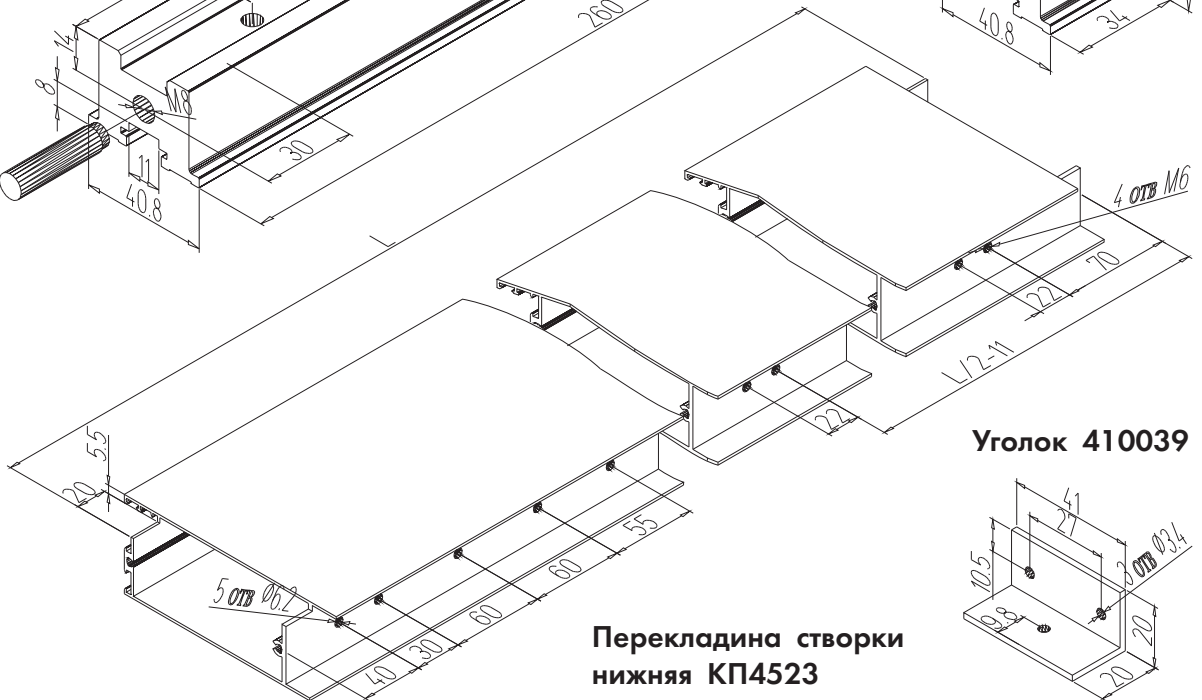 260
14
8
M8
30
11
40.8
40.8
34
L
4 отв M6
70
22
L/2-11
22
55
60
60
30
40
5.5
20
5 отв Ø6.2
Уголок 410039
41
27
3 отв Ø3.4
10.5
9.8
20
20
Перекладина створки
нижняя КП4523